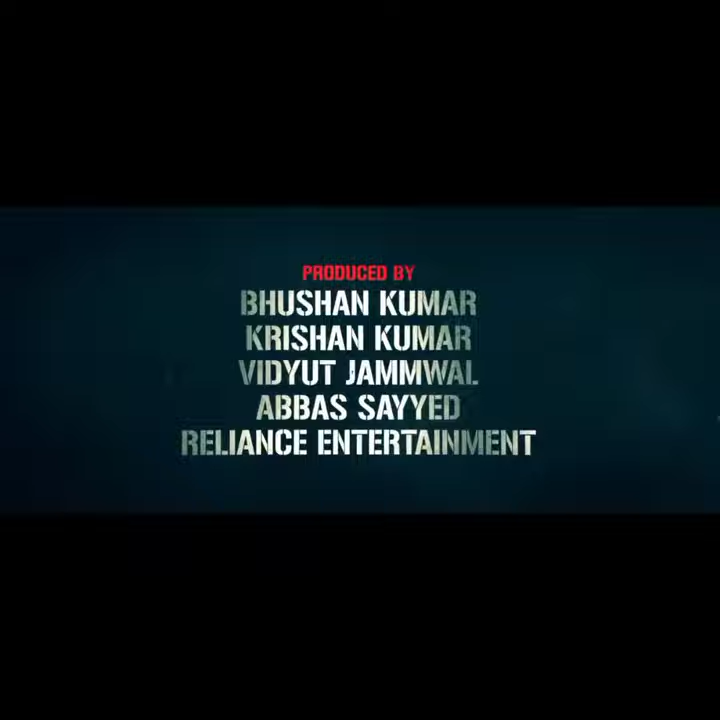 PRODUCED BY
BHUSHAN KUMAR
KRISHAN KUMAR
VIDYUT JAMMWAL
ABBAS SAYYED
RELIANCE ENTERTAINMENT